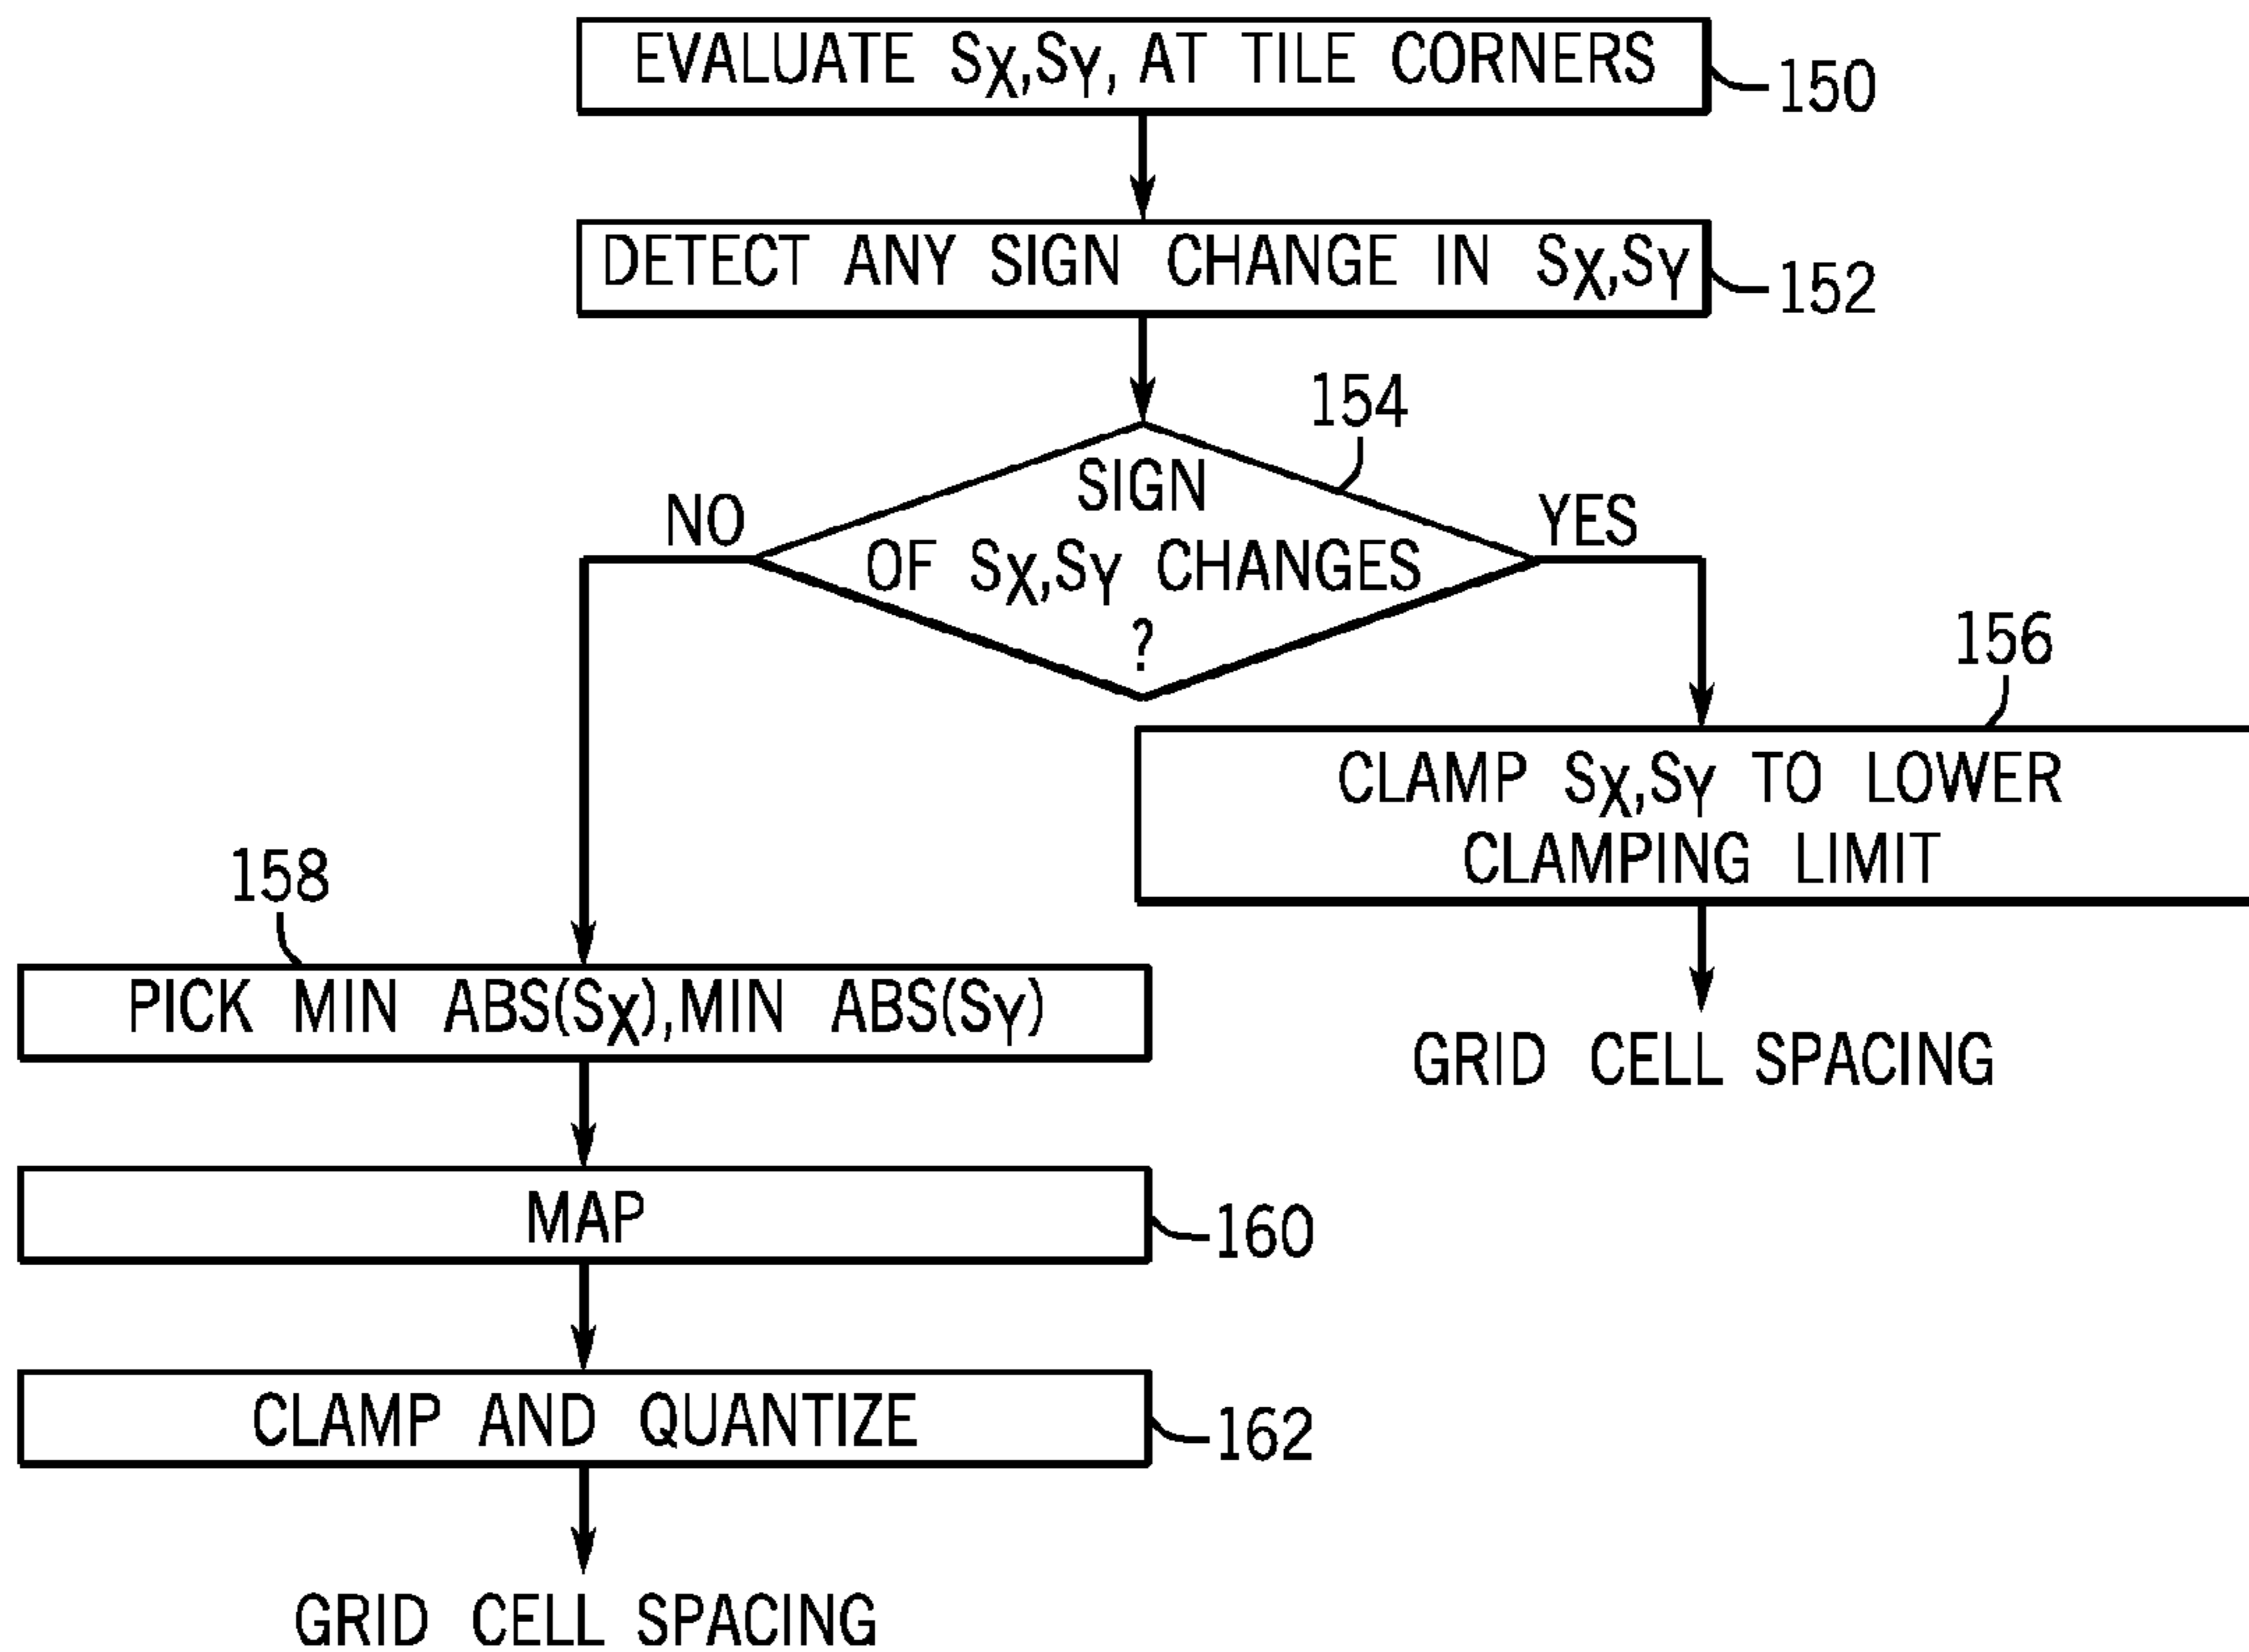 EVALUATE SX,SY, AT TILE CORNERS
150
DETECT ANY SIGN CHANGE IN SX,SY
152
154
SIGN
OF SX,SY CHANGES
?
NO
YES
156
CLAMP SX,SY TO LOWER
CLAMPING LIMIT
GRID CELL SPACING
158
PICK MIN ABS(SX),MIN ABS(SY)
MAP
160
CLAMP AND QUANTIZE
162
GRID CELL SPACING